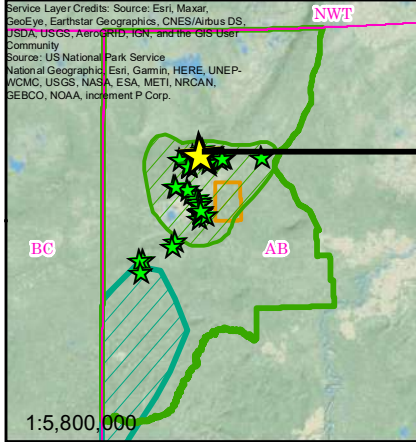 Service Layer Credits: Source: Esri, Maxar,
GeoEye, Earthstar Geographics, CNES/Airbus DS,
USDA, USGS, AeroGRID, IGN, and the GIS User
Community
Source: US National Park Service
National Geographic, Esri, Garmin, HERE, UNEP-
WCMC, USGS, NASA, ESA, METI, NRCAN,
GEBCO, NOAA, increment P Corp.
NWT
BC
AB
1:5,800,000